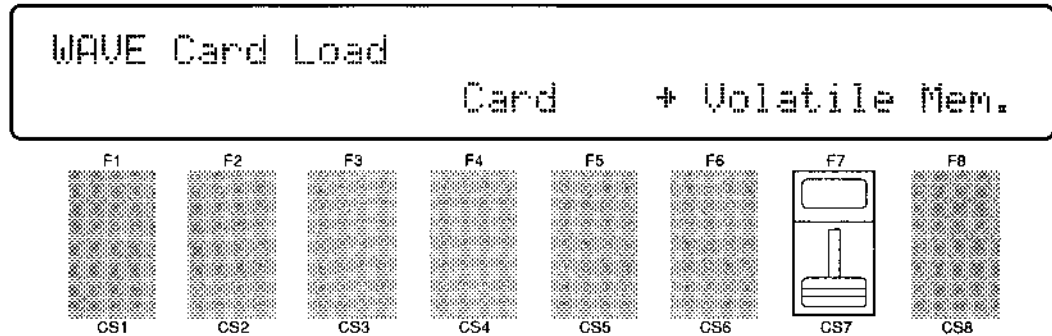 WAVE Card Load
Card → Volatile Mem.
F1 F2 F3 F4 F5 F6 F7 F8
CS1 CS2 CS3 CS4 CS5 CS6 CS7 CS8